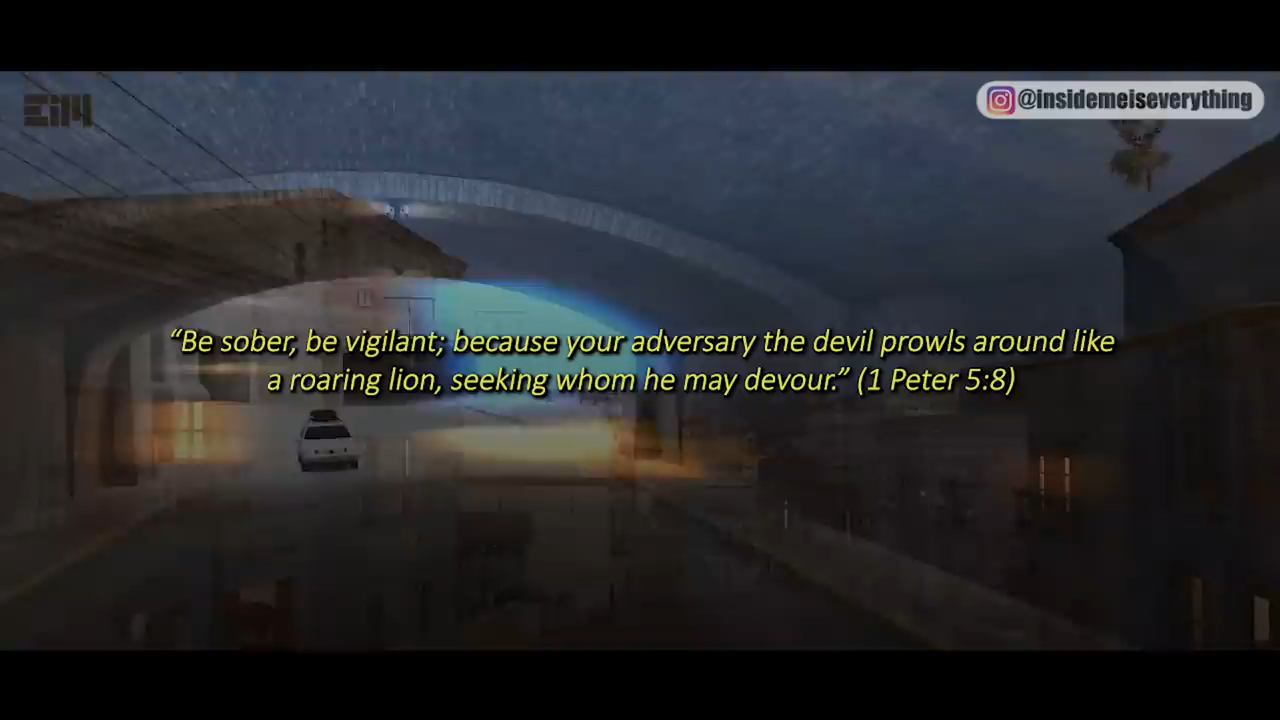 @insidemeiseverything
“Be sober, be vigilant; because your adversary the devil prowls around like
a roaring lion, seeking whom he may devour.” (1 Peter 5:8)